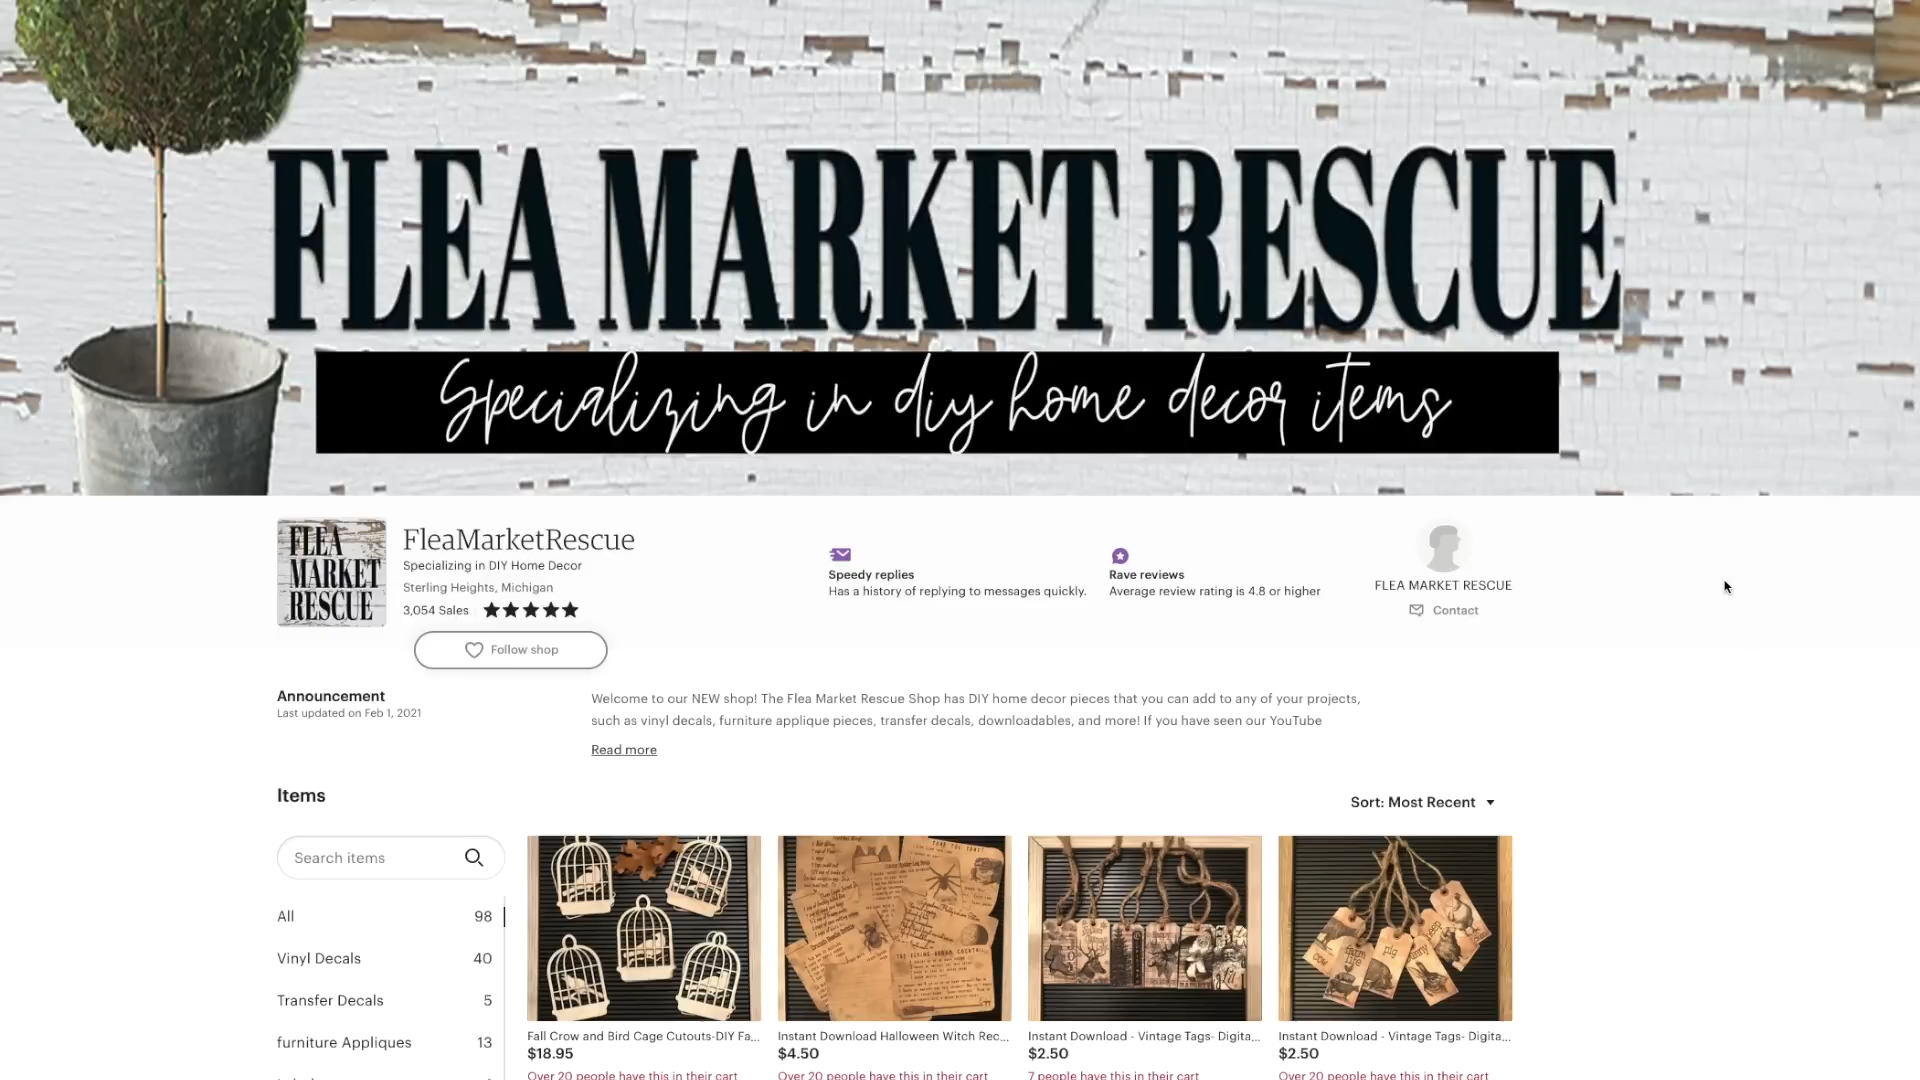 FLEA MARKET RESCUE
Specializing in diy home decor items
FLEA
MARKET
RESCUE
FleaMarketRescue
Specializing in DIY Home Decor
Sterling Heights, Michigan
3,054 Sales
Follow shop
Speedy replies
Has a history of replying to messages quickly.
Rave reviews
Average review rating is 4.8 or higher
FLEA MARKET RESCUE
Contact
Announcement
Last updated on Feb 1, 2021
Welcome to our NEW shop! The Flea Market Rescue Shop has DIY home decor pieces that you can add to any of your projects,
such as vinyl decals, furniture applique pieces, transfer decals, downloadables, and more! If you have seen our YouTube
Read more
Items
Sort: Most Recent
Search items
All 98
Vinyl Decals 40
Transfer Decals 5
furniture Appliques 13
Fall Crow and Bird Cage Cutouts-DIY Fa...
$18.95
Over 20 people have this in their cart
Instant Download Halloween Witch Rec...
$4.50
Over 20 people have this in their cart
Instant Download - Vintage Tags- Digita...
$2.50
7 people have this in their cart
Instant Download - Vintage Tags- Digita...
$2.50
Over 20 people have this in their cart